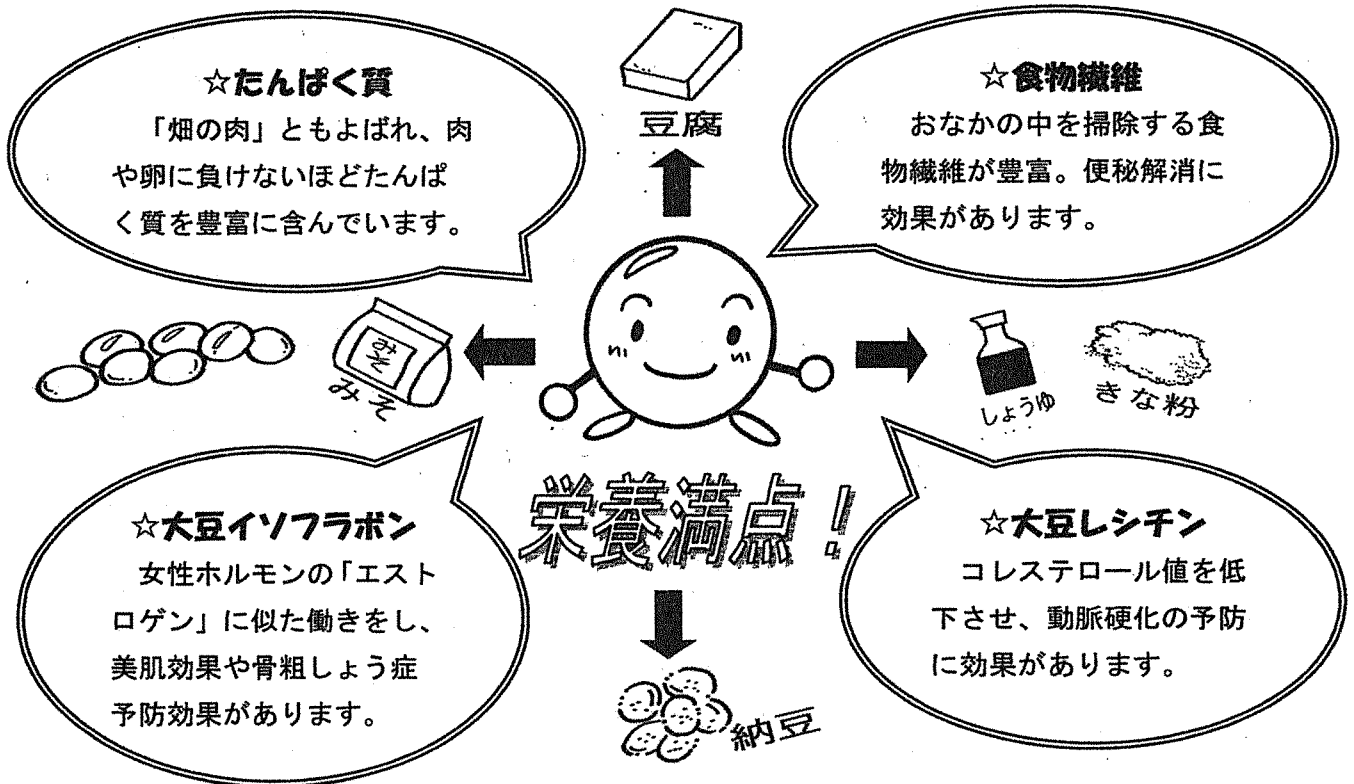 ☆たんぱく質
「畑の肉」ともよばれ、肉
や卵に負けないほどたんぱ
く質を豊富に含んでいます。
豆腐
☆食物繊維
おなかの中を掃除する食
物繊維が豊富。便秘解消に
効果があります。
みそ
みそ
しょうゆ
きな粉
栄養満点!
☆大豆イソフラボン
女性ホルモンの「エスト
ロゲン」に似た働きをし、
美肌効果や骨粗しょう症
予防効果があります。
☆大豆レシチン
コレステロール値を低
下させ、動脈硬化の予防
に効果があります。
納豆